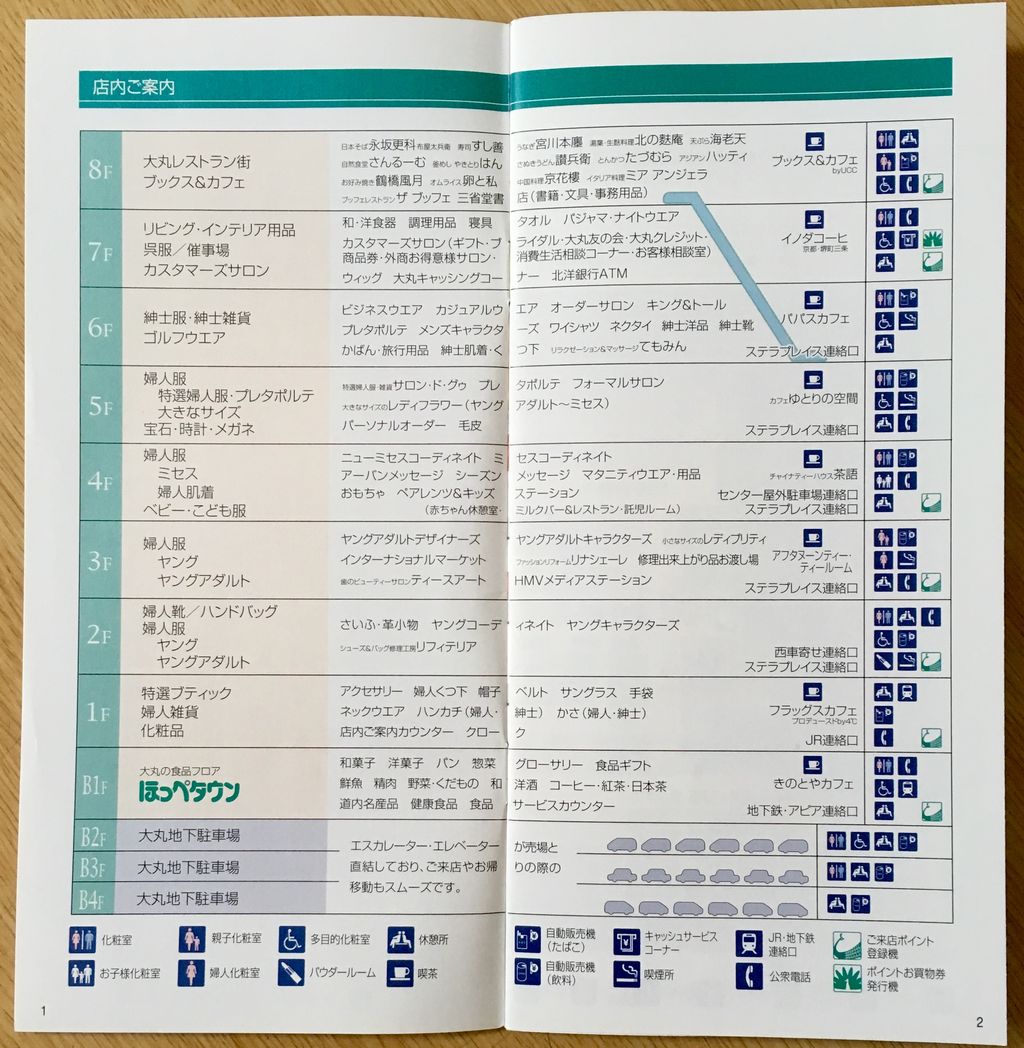 店内ご案内
8F
大丸レストラン街
ブックス&カフェ
日本そば永坂更科布屋太兵衛 寿司すし善 うなぎ宮川本廛 湯葉・生麩料理北の麩庵 天ぷら海老天
自然食堂さんるーむ 釜めし やきとりはん さぬきうどん讃兵衛 とんかつたづむら アジアンハッティ
お好み焼き鶴橋風月 オムライス卵と私 中国料理京花樓 イタリア料理ミア アンジェラ
ブッフェレストランザ ブッフェ 三省堂書店(書籍・文具・事務用品)
ブックス&カフェ
byUCC
7F
リビング・インテリア用品
呉服/催事場
カスタマーズサロン
和・洋食器 調理用品 寝具 タオル パジャマ・ナイトウエア
カスタマーズサロン(ギフト・ブライダル・大丸友の会・大丸クレジット・
商品券・外商お得意様サロン・消費生活相談コーナー・お客様相談室)
ウィッグ 大丸キャッシングコーナー 北洋銀行ATM
イノダコーヒ
京都・堺町三条
6F
紳士服・紳士雑貨
ゴルフウエア
ビジネスウエア カジュアルウエア オーダーサロン キング&トール
プレタポルテ メンズキャラクターズ ワイシャツ ネクタイ 紳士洋品 紳士靴
かばん・旅行用品 紳士肌着・くつ下 リラクゼーション&マッサージてもみん
パパスカフェ
ステラプレイス連絡口
5F
婦人服
特選婦人服・プレタポルテ
大きなサイズ
宝石・時計・メガネ
特選婦人服・雑貨サロン・ド・グゥ プレタポルテ フォーマルサロン
大きなサイズのレディフラワー(ヤングアダルト〜ミセス)
パーソナルオーダー 毛皮
カフェゆとりの空間
ステラプレイス連絡口
4F
婦人服
ミセス
婦人肌着
ベビー・こども服
ニューミセスコーディネイト ミセスコーディネイト
アーバンメッセージ シーズンメッセージ マタニティウエア・用品
おもちゃ ペアレンツ&キッズステーション
(赤ちゃん休憩室・ミルクバー&レストラン・託児ルーム)
チャイナティーハウス茶語
センター屋外駐車場連絡口
ステラプレイス連絡口
3F
婦人服
ヤング
ヤングアダルト
ヤングアダルトデザイナーズ ヤングアダルトキャラクターズ 小さなサイズのレディプリティ
インターナショナルマーケット ファッションリフォームリナシェーレ 修理出来上がり品お渡し場
歯のビューティーサロンティースアート HMVメディアステーション
アフタヌーンティー・
ティールーム
ステラプレイス連絡口
2F
婦人靴/ハンドバッグ
婦人服
ヤング
ヤングアダルト
さいふ・革小物 ヤングコーディネイト ヤングキャラクターズ
シューズ&バッグ修理工房リフィテリア
西車寄せ連絡口
ステラプレイス連絡口
1F
特選ブティック
婦人雑貨
化粧品
アクセサリー 婦人くつ下 帽子 ベルト サングラス 手袋
ネックウエア ハンカチ(婦人・紳士) かさ(婦人・紳士)
店内ご案内カウンター クローク
フラッグスカフェ
プロデュースドby4℃
JR連絡口
B1F
大丸の食品フロア
ほっぺタウン
和菓子 洋菓子 パン 惣菜 グローサリー 食品ギフト
鮮魚 精肉 野菜・くだもの 和洋酒 コーヒー・紅茶・日本茶
道内名産品 健康食品 食品サービスカウンター
きのとやカフェ
地下鉄・アピア連絡口
B2F
大丸地下駐車場
B3F
大丸地下駐車場
B4F
大丸地下駐車場
エスカレーター・エレベーターが売場と
直結しており、ご来店やお帰りの際の
移動もスムーズです。
化粧室
親子化粧室
多目的化粧室
休憩所
自動販売機
(たばこ)
キャッシュサービス
コーナー
JR・地下鉄
連絡口
ご来店ポイント
登録機
お子様化粧室
婦人化粧室
パウダールーム
喫茶
自動販売機
(飲料)
喫煙所
公衆電話
ポイントお買物券
発行機
1
2